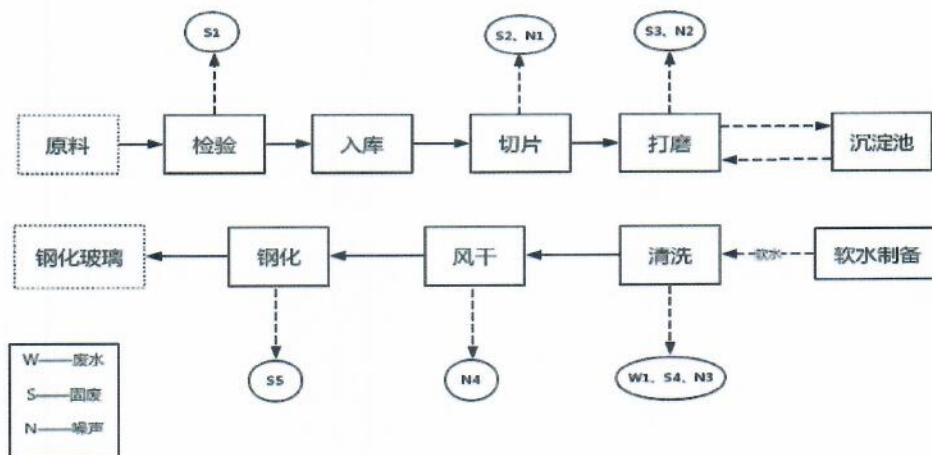 S1
S2、N1
S3、N2
原料
检验
入库
切片
打磨
沉淀池
钢化玻璃
钢化
风干
清洗
软水
软水制备
S5
N4
W1、S4、N3
W——废水
S——固废
N——噪声